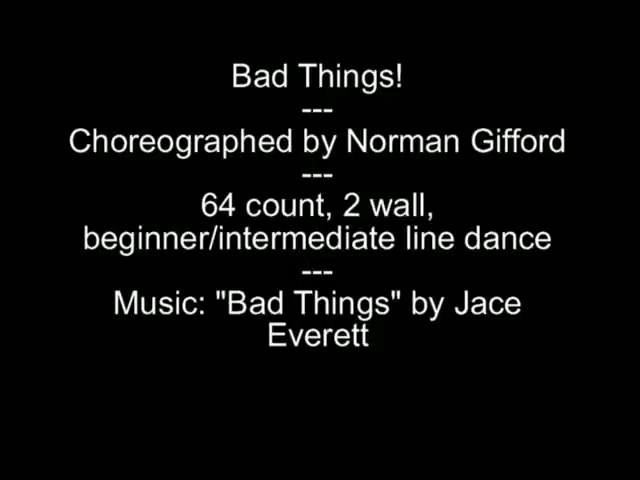 Bad Things!
---
Choreographed by Norman Gifford
---
64 count, 2 wall,
beginner/intermediate line dance
---
Music: "Bad Things" by Jace
Everett